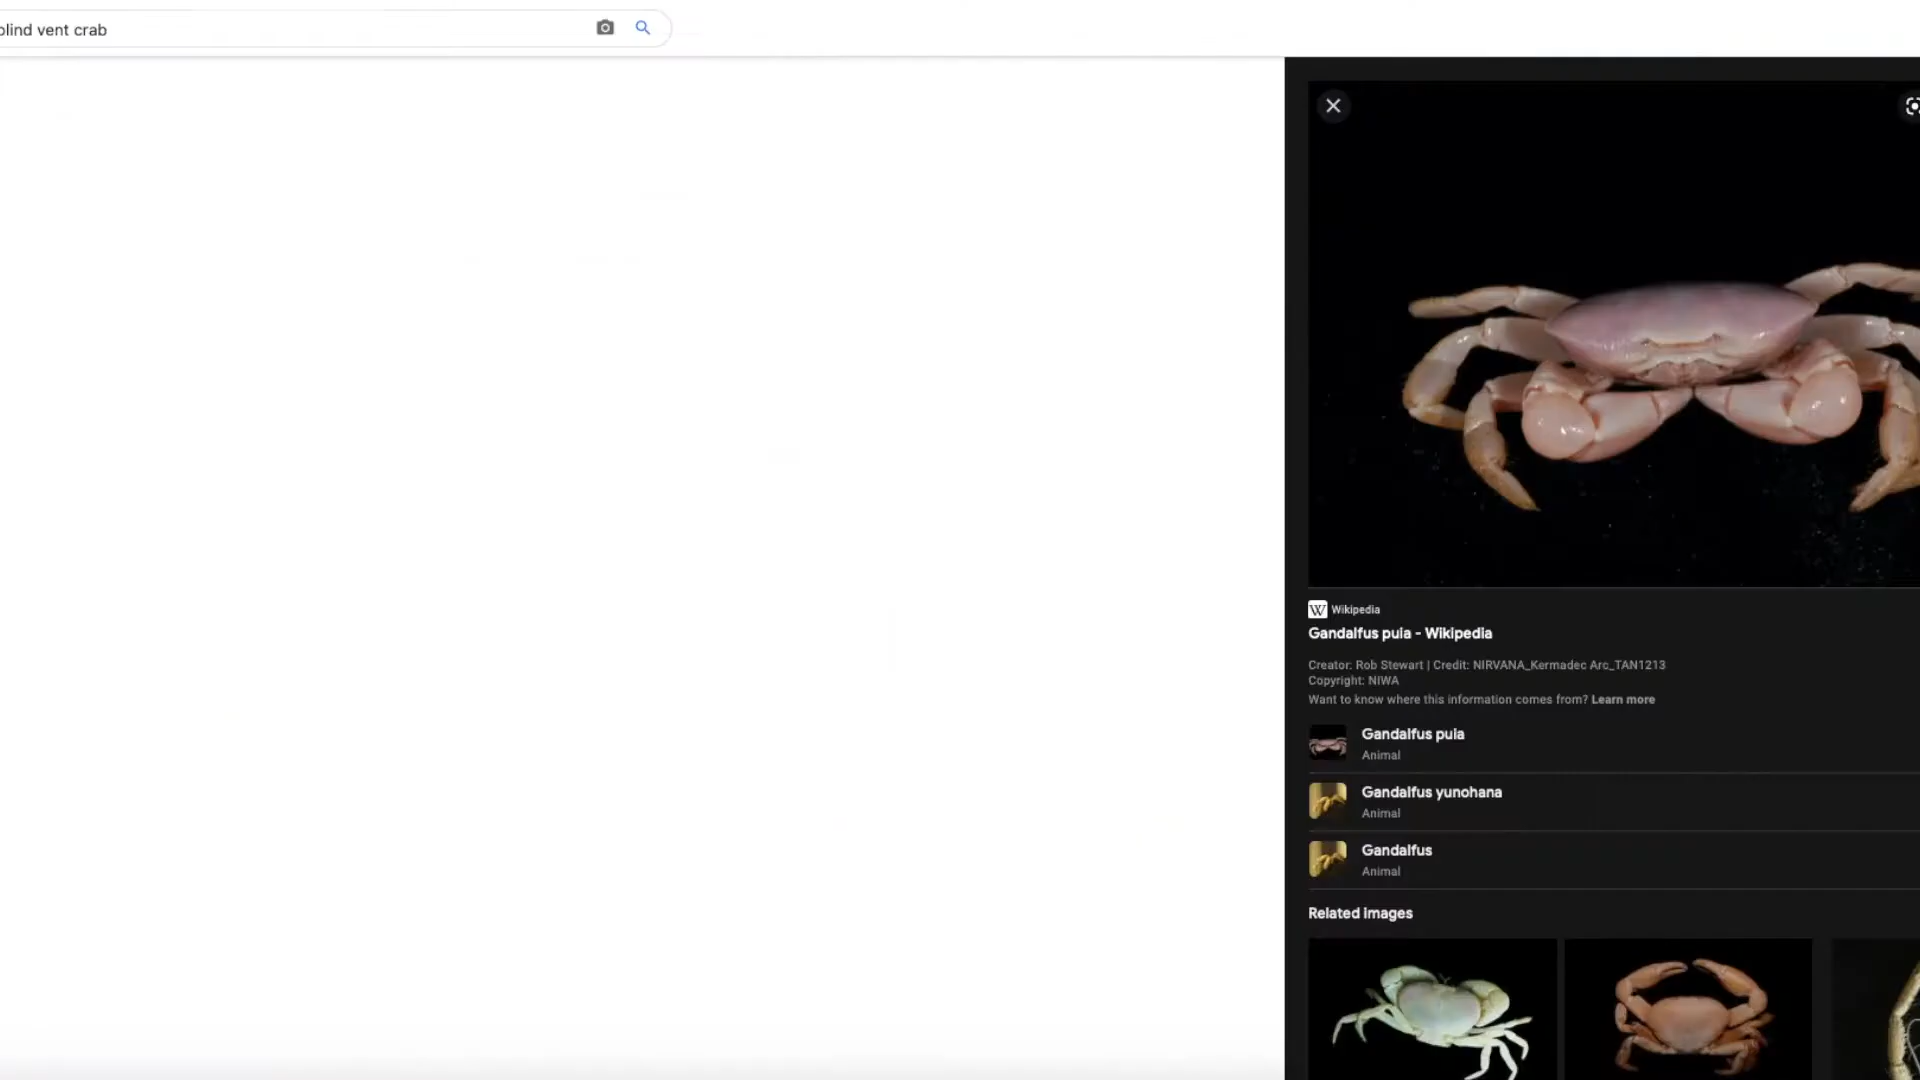 blind vent crab
Wikipedia
Gandalfus puia - Wikipedia
Creator: Rob Stewart | Credit: NIRVANA_Kermadec Arc_TAN1213
Copyright: NIWA
Want to know where this information comes from? Learn more
Gandalfus puia
Animal
Gandalfus yunohana
Animal
Gandalfus
Animal
Related images